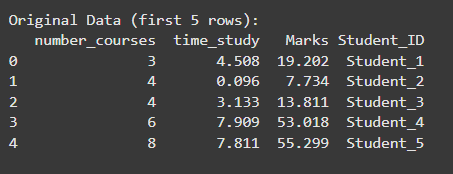 Original Data (first 5 rows):
number_courses time_study Marks Student_ID
0 3 4.508 19.202 Student_1
1 4 0.096 7.734 Student_2
2 4 3.133 13.811 Student_3
3 6 7.909 53.018 Student_4
4 8 7.811 55.299 Student_5